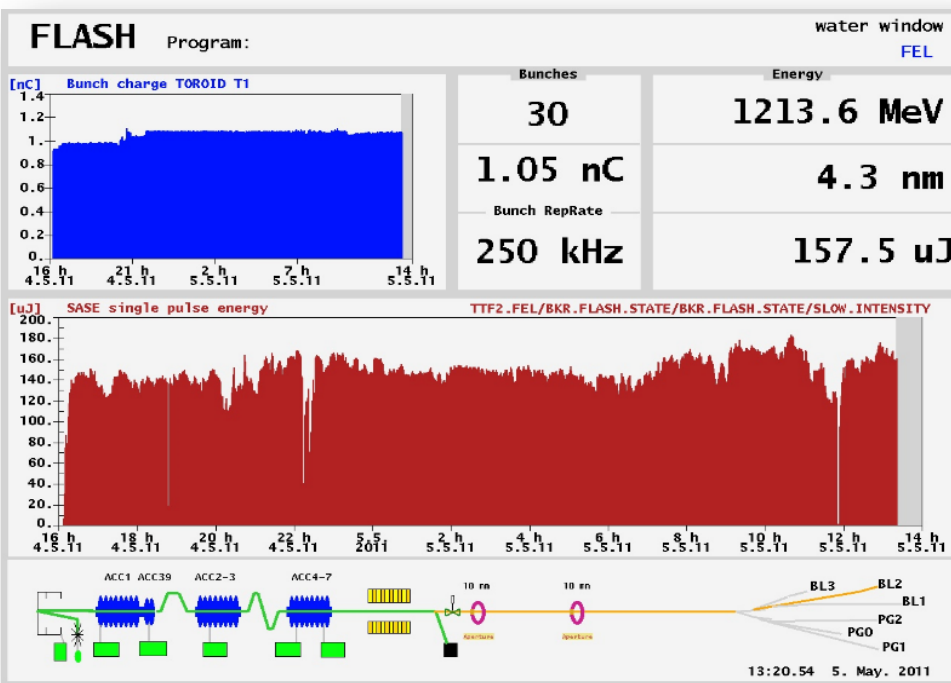 FLASH Program:
water window
FEL
[nC] Bunch charge TOROID T1
1.4
1.2
1.
0.8
0.6
0.4
0.2
0.
16 h 21 h 2 h 7 h 14 h
4.5.11 4.5.11 5.5.11 5.5.11 5.5.11
Bunches
30
1.05 nC
Bunch RepRate
250 kHz
Energy
1213.6 MeV
4.3 nm
157.5 uJ
[uJ] SASE single pulse energy TTF2.FEL/BKR.FLASH.STATE/BKR.FLASH.STATE/SLOW.INTENSITY
200.
180.
160.
140.
120.
100.
80.
60.
40.
20.
0.
16 h 18 h 20 h 22 h 5.5 2 h 4 h 6 h 8 h 10 h 12 h 14 h
4.5.11 4.5.11 4.5.11 4.5.11 2011 5.5.11 5.5.11 5.5.11 5.5.11 5.5.11 5.5.11 5.5.11
ACC1 ACC39 ACC2-3 ACC4-7
10 mm 10 mm
Aperture Aperture
BL3 BL2
BL1
PG2
PG0
PG1
13:20.54 5. May. 2011